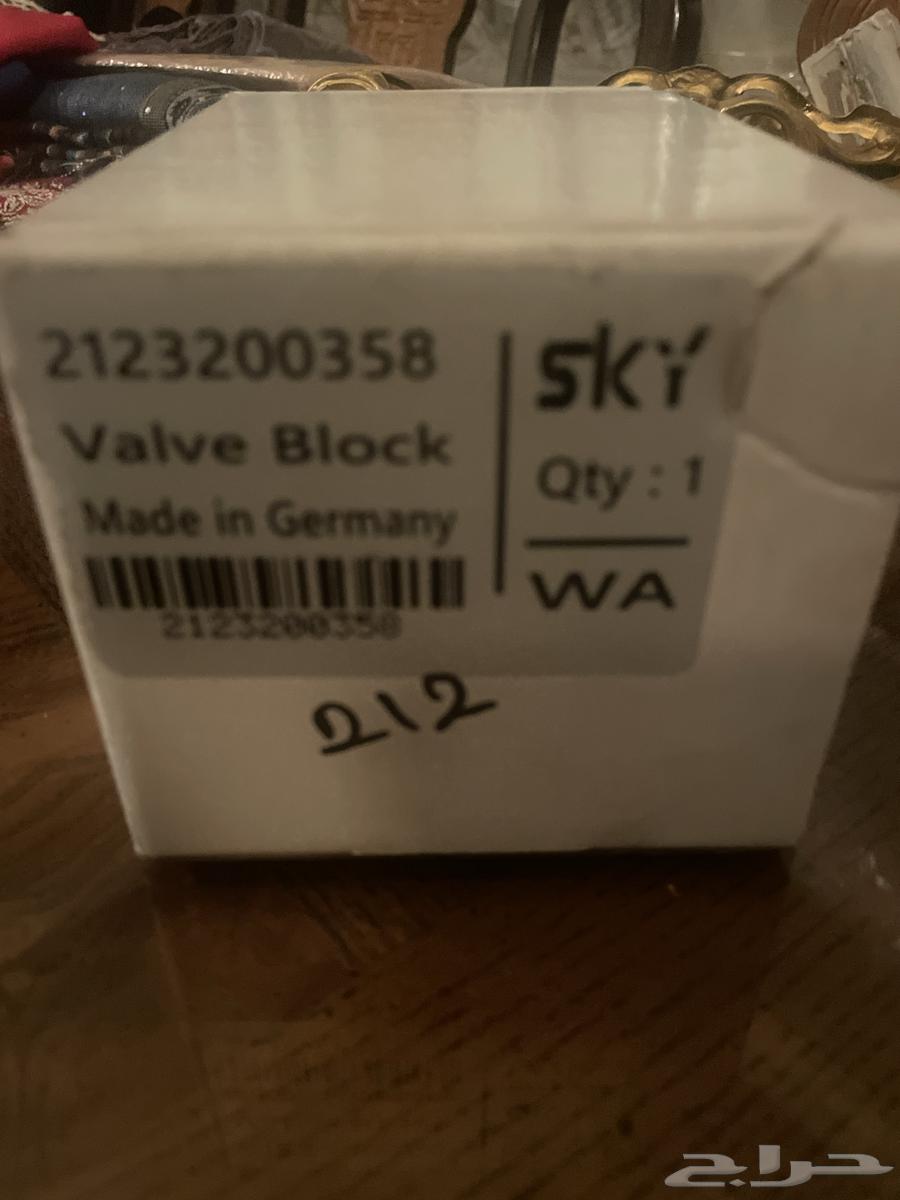 2123200358
Valve Block
Made in Germany
2123200358
SKY
Qty : 1
WA
212
حراج